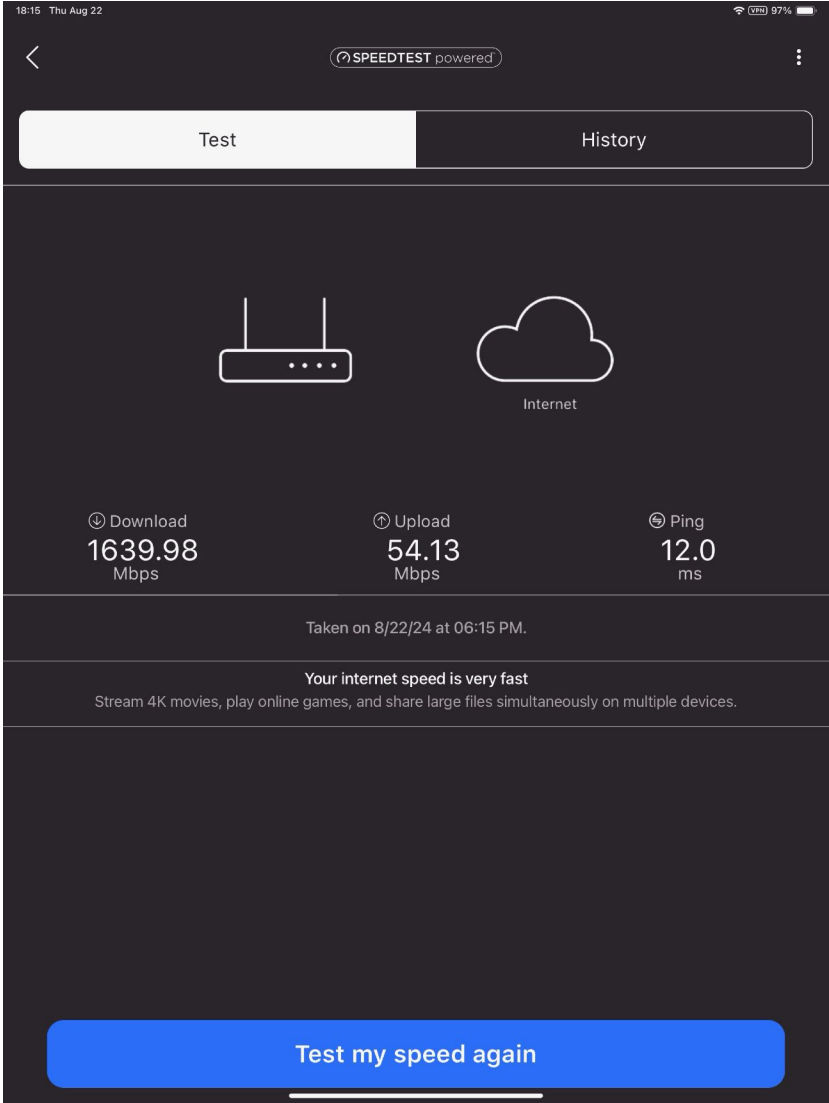 18:15 Thu Aug 22 VPN 97%
SPEEDTEST powered™
Test History
Internet
Download Upload Ping
1639.98 54.13 12.0
Mbps Mbps ms
Taken on 8/22/24 at 06:15 PM.
Your internet speed is very fast
Stream 4K movies, play online games, and share large files simultaneously on multiple devices.
Test my speed again